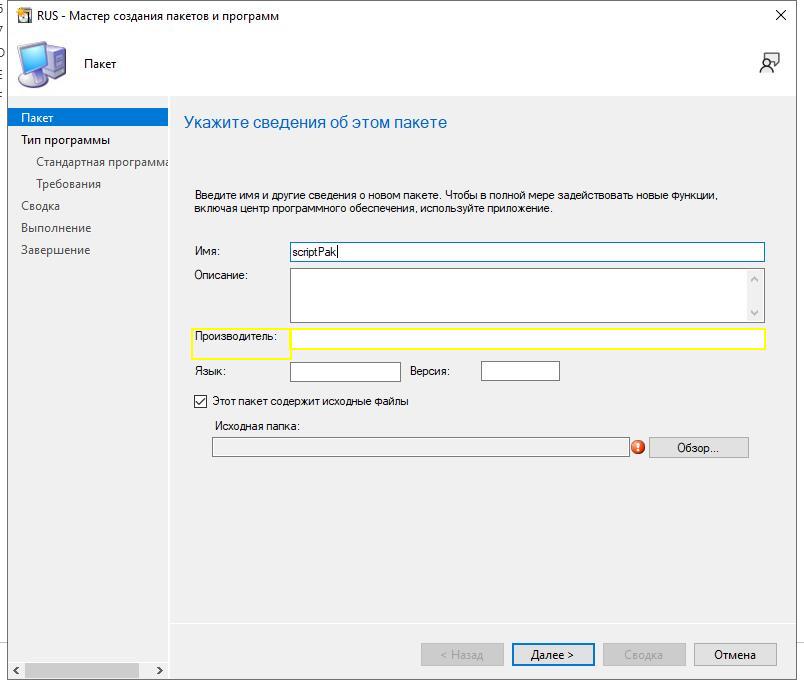 RUS - Мастер создания пакетов и программ
Пакет
Пакет
Тип программы
Стандартная программа
Требования
Сводка
Выполнение
Завершение
Укажите сведения об этом пакете
Введите имя и другие сведения о новом пакете. Чтобы в полной мере задействовать новые функции,
включая центр программного обеспечения, используйте приложение.
Имя: scriptPak
Описание:
Производитель:
Язык: Версия:
Этот пакет содержит исходные файлы
Исходная папка:
Обзор...
< Назад Далее > Сводка Отмена